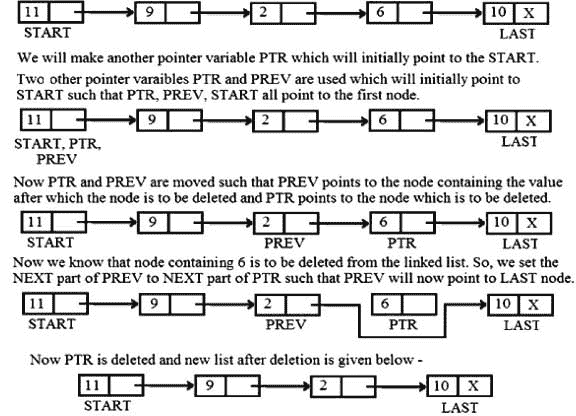 11 9 2 6 10 X
START LAST
We will make another pointer variable PTR which will initially point to the START.
Two other pointer varaibles PTR and PREV are used which will initially point to
START such that PTR, PREV, START all point to the first node.
11 9 2 6 10 X
START, PTR, LAST
PREV
Now PTR and PREV are moved such that PREV points to the node containing the value
after which the node is to be deleted and PTR points to the node which is to be deleted.
11 9 2 6 10 X
START PREV PTR LAST
Now we know that node containing 6 is to be deleted from the linked list. So, we set the
NEXT part of PREV to NEXT part of PTR such that PREV will now point to LAST node.
11 9 2 6 10 X
START PREV PTR LAST
Now PTR is deleted and new list after deletion is given below -
11 9 2 10 X
START LAST